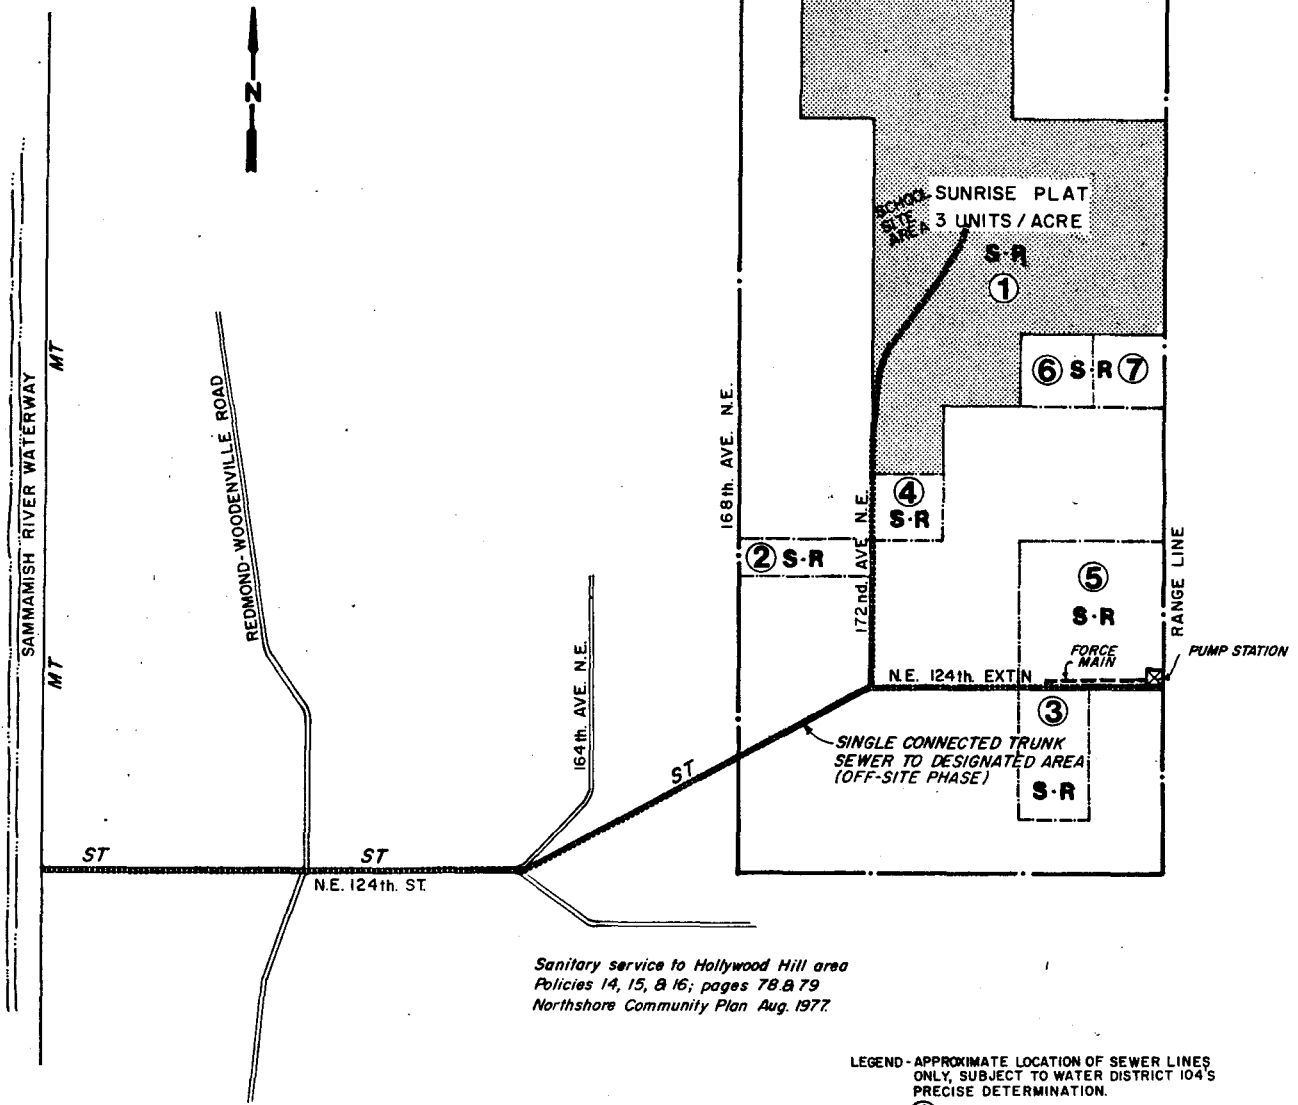 N
SUNRISE PLAT
3 UNITS / ACRE
SCHOOL
SITE
AREA
S-R
1
MT
6 S-R 7
SAMMAMISH RIVER WATERWAY
REDMOND-WOODENVILLE ROAD
168th. AVE. N.E.
172nd. AVE N.E.
4
S-R
2 S-R
5
S-R
RANGE LINE
164th. AVE. N.E.
MT
FORCE
MAIN
PUMP STATION
N.E. 124th. EXT'N
3
SINGLE CONNECTED TRUNK
SEWER TO DESIGNATED AREA
(OFF-SITE PHASE)
S-R
ST
ST
ST
N.E. 124th. ST.
Sanitary service to Hollywood Hill area
Policies 14, 15, & 16; pages 78 & 79
Northshore Community Plan Aug. 1977.
LEGEND - APPROXIMATE LOCATION OF SEWER LINES
ONLY, SUBJECT TO WATER DISTRICT 104'S
PRECISE DETERMINATION.